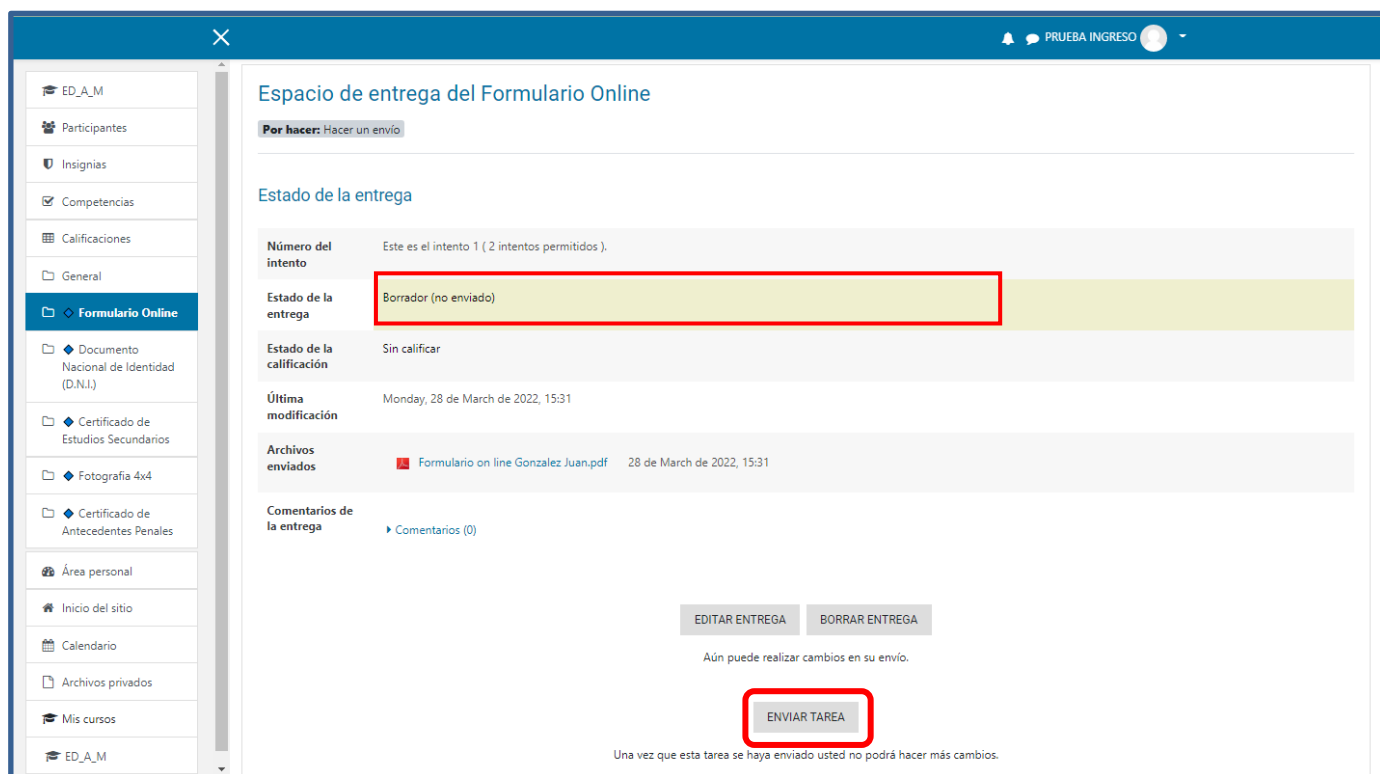 PRUEBA INGRESO
ED_A_M
Participantes
Insignias
Competencias
Calificaciones
General
Formulario Online
Documento
Nacional de Identidad
(D.N.I.)
Certificado de
Estudios Secundarios
Fotografia 4x4
Certificado de
Antecedentes Penales
Área personal
Inicio del sitio
Calendario
Archivos privados
Mis cursos
ED_A_M
Espacio de entrega del Formulario Online
Por hacer: Hacer un envío
Estado de la entrega
Número del
intento
Este es el intento 1 ( 2 intentos permitidos ).
Estado de la
entrega
Borrador (no enviado)
Estado de la
calificación
Sin calificar
Última
modificación
Monday, 28 de March de 2022, 15:31
Archivos
enviados
Formulario on line Gonzalez Juan.pdf 28 de March de 2022, 15:31
Comentarios de
la entrega
Comentarios (0)
EDITAR ENTREGA BORRAR ENTREGA
Aún puede realizar cambios en su envío.
ENVIAR TAREA
Una vez que esta tarea se haya enviado usted no podrá hacer más cambios.